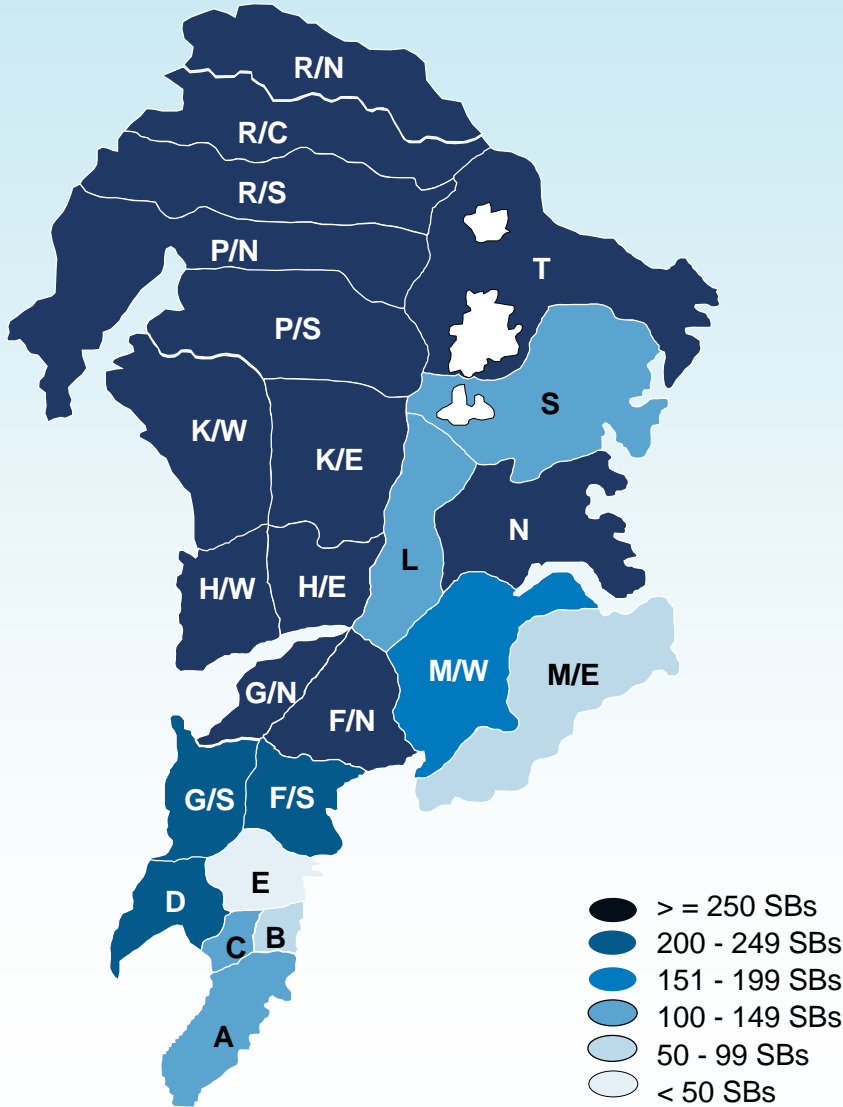 R/N
R/C
R/S
P/N
T
P/S
S
K/W
K/E
N
L
H/W
H/E
M/W
M/E
G/N
F/N
G/S
F/S
E
D
B
C
A
> = 250 SBs
200 - 249 SBs
151 - 199 SBs
100 - 149 SBs
50 - 99 SBs
< 50 SBs